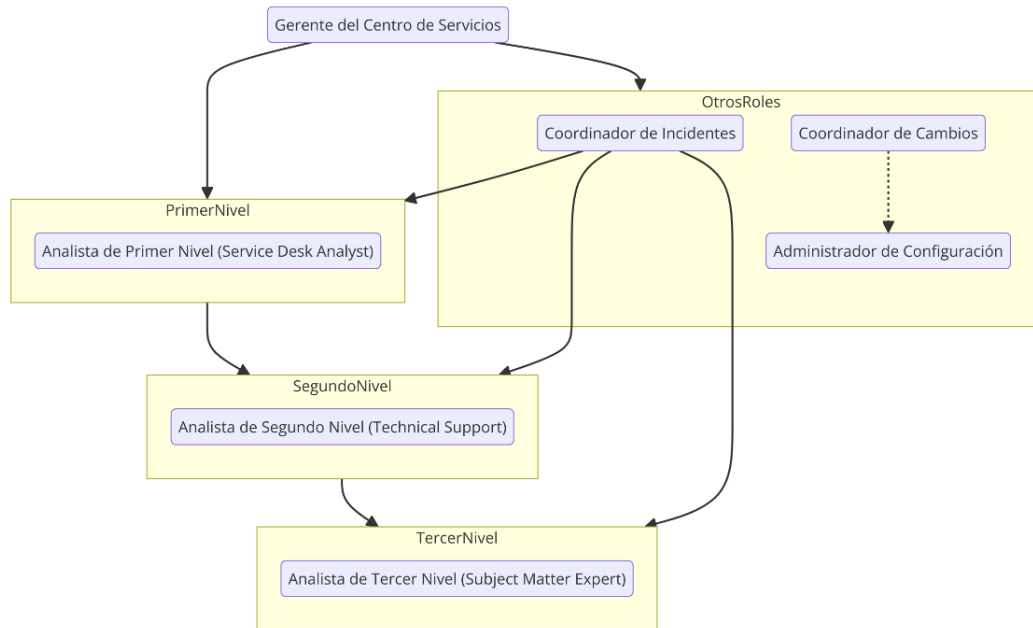 Gerente del Centro de Servicios
OtrosRoles
Coordinador de Incidentes
Coordinador de Cambios
PrimerNivel
Analista de Primer Nivel (Service Desk Analyst)
Administrador de Configuración
SegundoNivel
Analista de Segundo Nivel (Technical Support)
TercerNivel
Analista de Tercer Nivel (Subject Matter Expert)